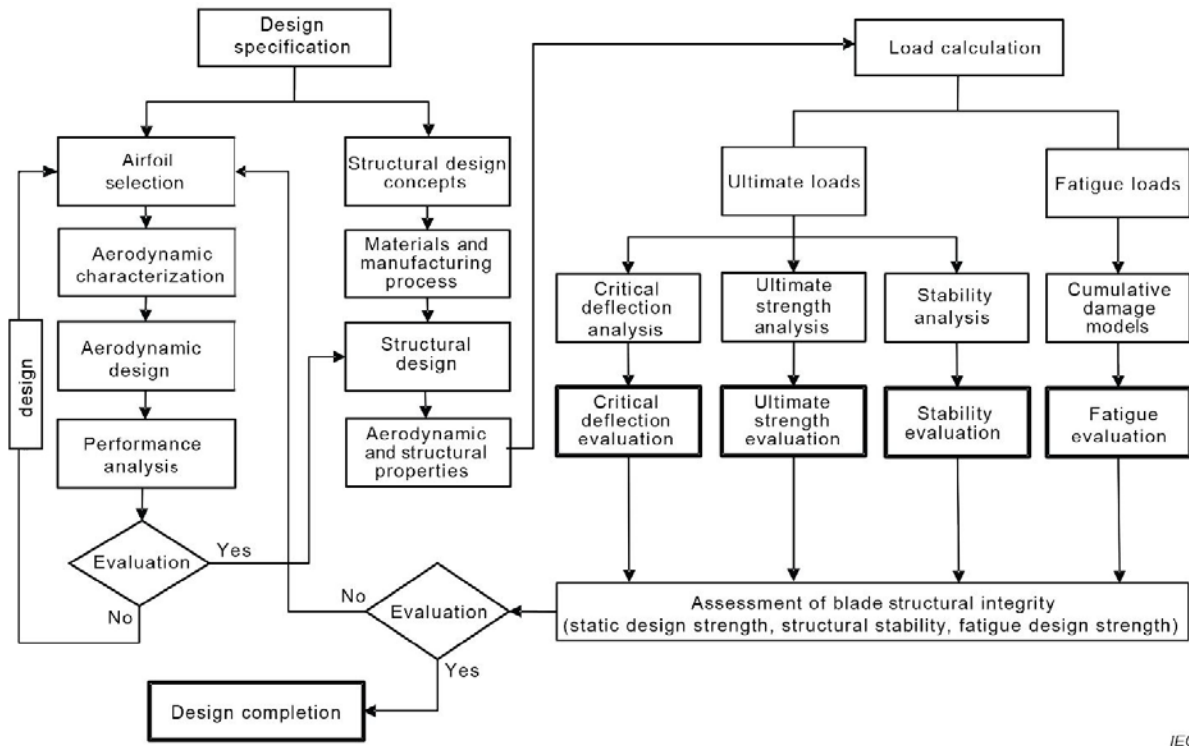 Design
specification
Load calculation
Airfoil
selection
Structural design
concepts
Ultimate loads
Fatigue loads
Aerodynamic
characterization
Materials and
manufacturing
process
Critical
deflection
analysis
Ultimate
strength
analysis
Stability
analysis
Cumulative
damage
models
design
Aerodynamic
design
Structural
design
Critical
deflection
evaluation
Ultimate
strength
evaluation
Stability
evaluation
Fatigue
evaluation
Performance
analysis
Aerodynamic
and structural
properties
Evaluation
Yes
No
No
Evaluation
Yes
Assessment of blade structural integrity
(static design strength, structural stability, fatigue design strength)
Design completion